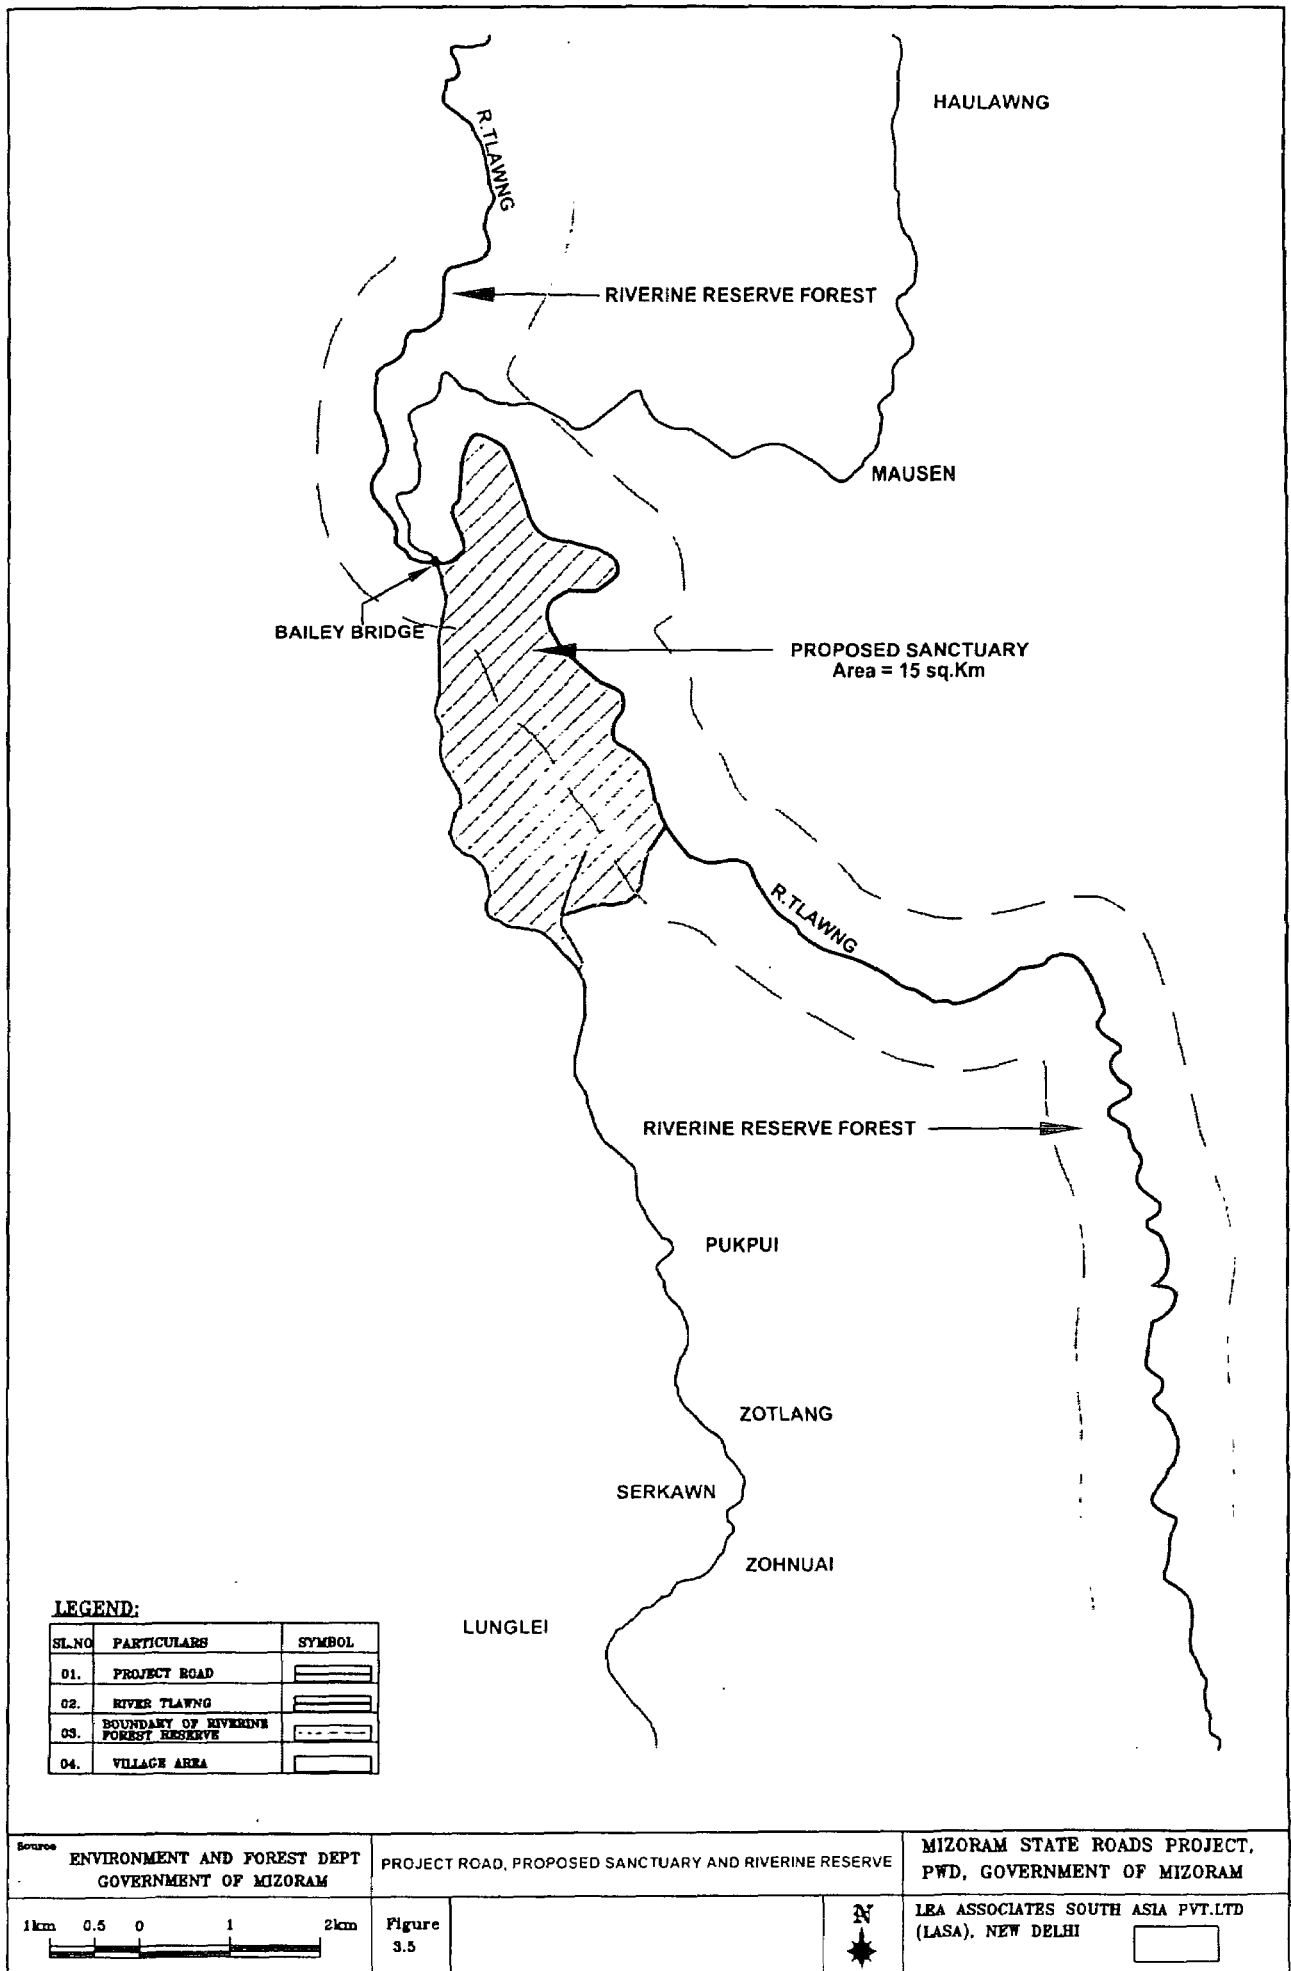 HAULAWNG
R.TLAWNG
RIVERINE RESERVE FOREST
MAUSEN
BAILEY BRIDGE
PROPOSED SANCTUARY
Area = 15 sq.Km
R.TLAWNG
RIVERINE RESERVE FOREST
PUKPUI
ZOTLANG
SERKAWN
ZOHNUAI
LUNGLEI
LEGEND:
SL.NO PARTICULARS SYMBOL
01. PROJECT ROAD
02. RIVER TLAWNG
03. BOUNDARY OF RIVERINE
FOREST RESERVE
04. VILLAGE AREA
Source
ENVIRONMENT AND FOREST DEPT
GOVERNMENT OF MIZORAM
PROJECT ROAD, PROPOSED SANCTUARY AND RIVERINE RESERVE
MIZORAM STATE ROADS PROJECT,
PWD, GOVERNMENT OF MIZORAM
1km 0.5 0 1 2km
Figure
3.5
N
LEA ASSOCIATES SOUTH ASIA PVT.LTD
(LASA), NEW DELHI